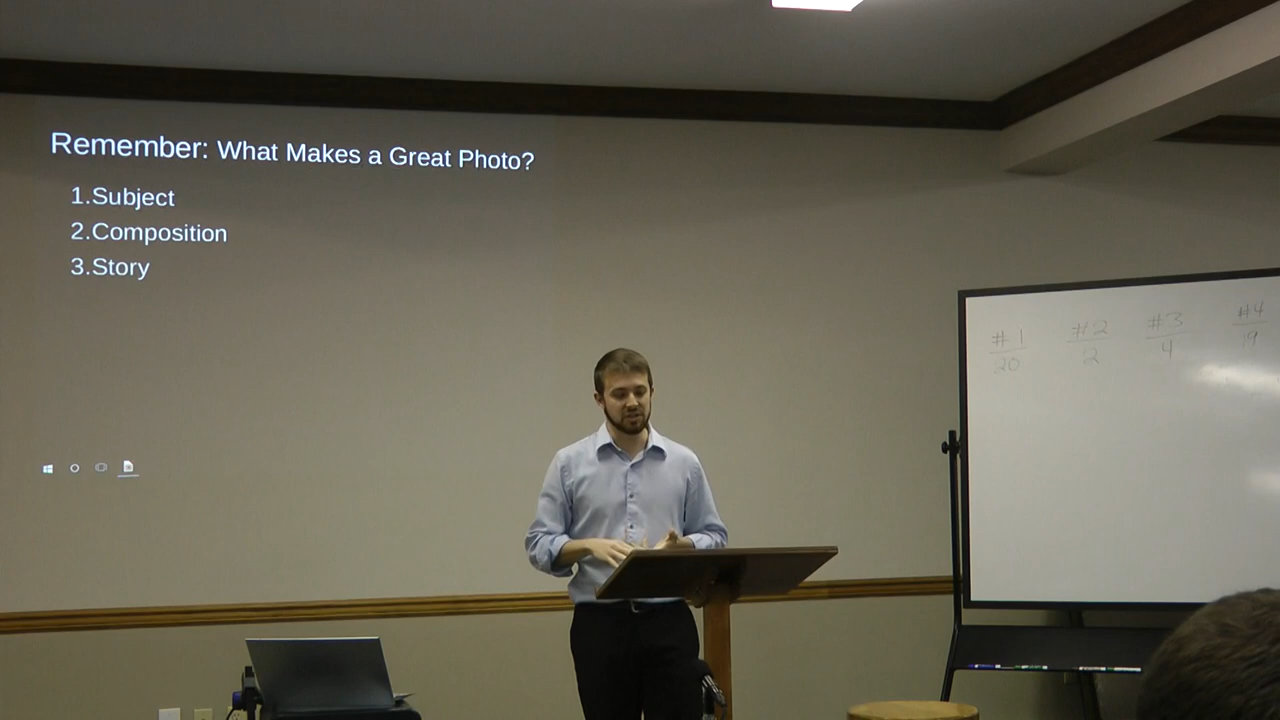 Remember: What Makes a Great Photo?
1.Subject
2.Composition
3.Story
#1 #2 #3 #4
20 2 4 19